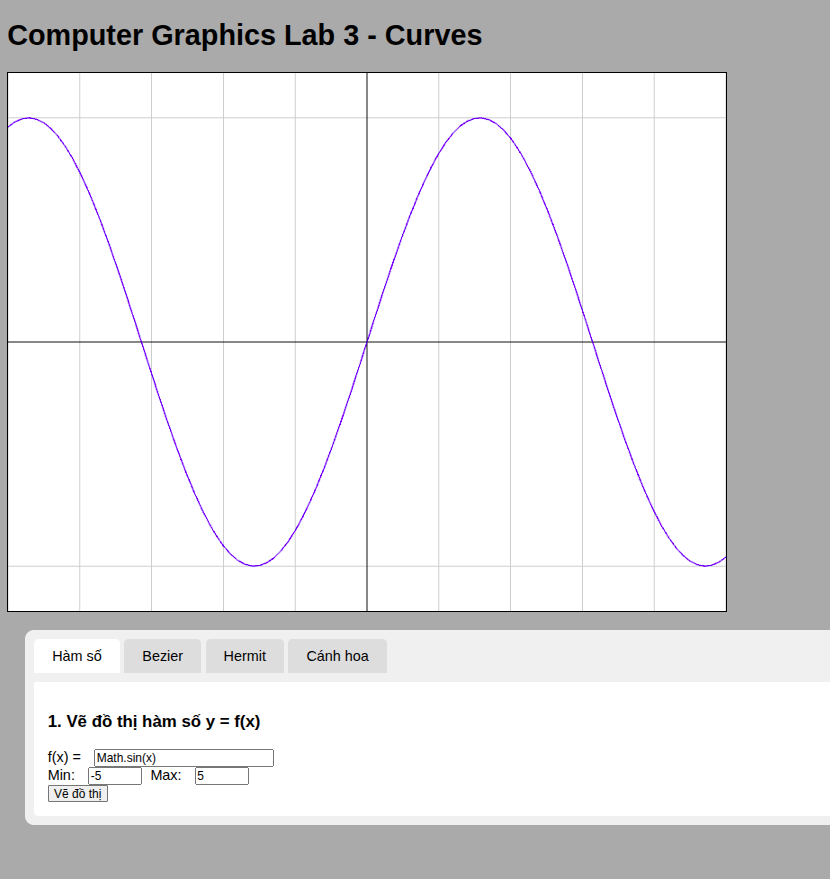 Computer Graphics Lab 3 - Curves
Hàm số Bezier Hermit Cánh hoa
1. Vẽ đồ thị hàm số y = f(x)
f(x) = Math.sin(x)
Min: -5 Max: 5
Vẽ đồ thị